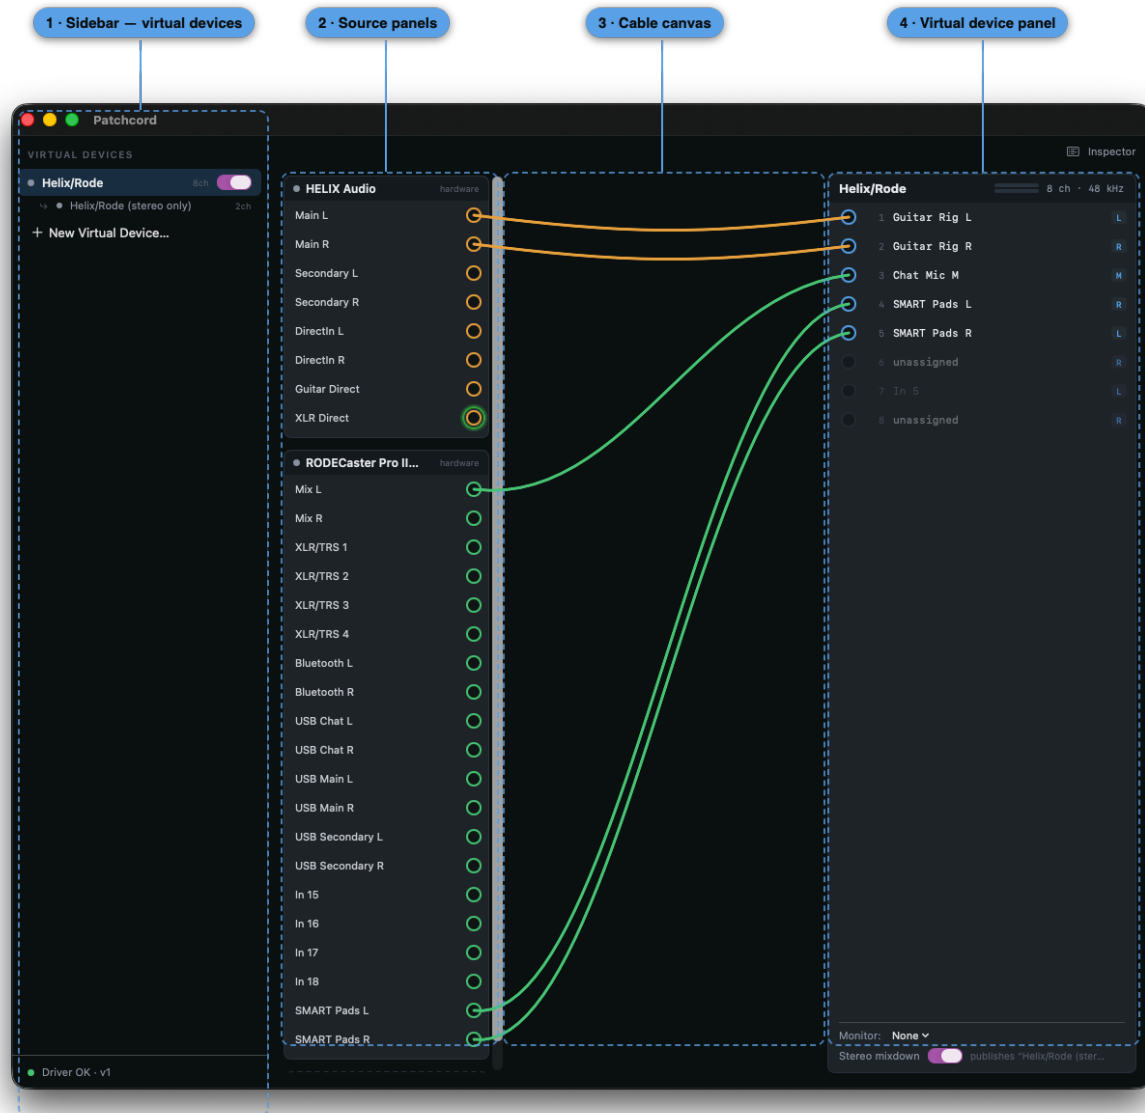 1 · Sidebar — virtual devices
2 · Source panels
3 · Cable canvas
4 · Virtual device panel
Patchcord
Inspector
VIRTUAL DEVICES
Helix/Rode 8ch
Helix/Rode (stereo only) 2ch
+ New Virtual Device...
Driver OK · v1
HELIX Audio hardware
Main L
Main R
Secondary L
Secondary R
DirectIn L
DirectIn R
Guitar Direct
XLR Direct
RODECaster Pro II... hardware
Mix L
Mix R
XLR/TRS 1
XLR/TRS 2
XLR/TRS 3
XLR/TRS 4
Bluetooth L
Bluetooth R
USB Chat L
USB Chat R
USB Main L
USB Main R
USB Secondary L
USB Secondary R
In 15
In 16
In 17
In 18
SMART Pads L
SMART Pads R
Helix/Rode 8 ch · 48 kHz
1 Guitar Rig L L
2 Guitar Rig R R
3 Chat Mic M M
4 SMART Pads L R
5 SMART Pads R L
6 unassigned R
7 In 5 L
8 unassigned R
Monitor: None
Stereo mixdown publishes "Helix/Rode (ster...